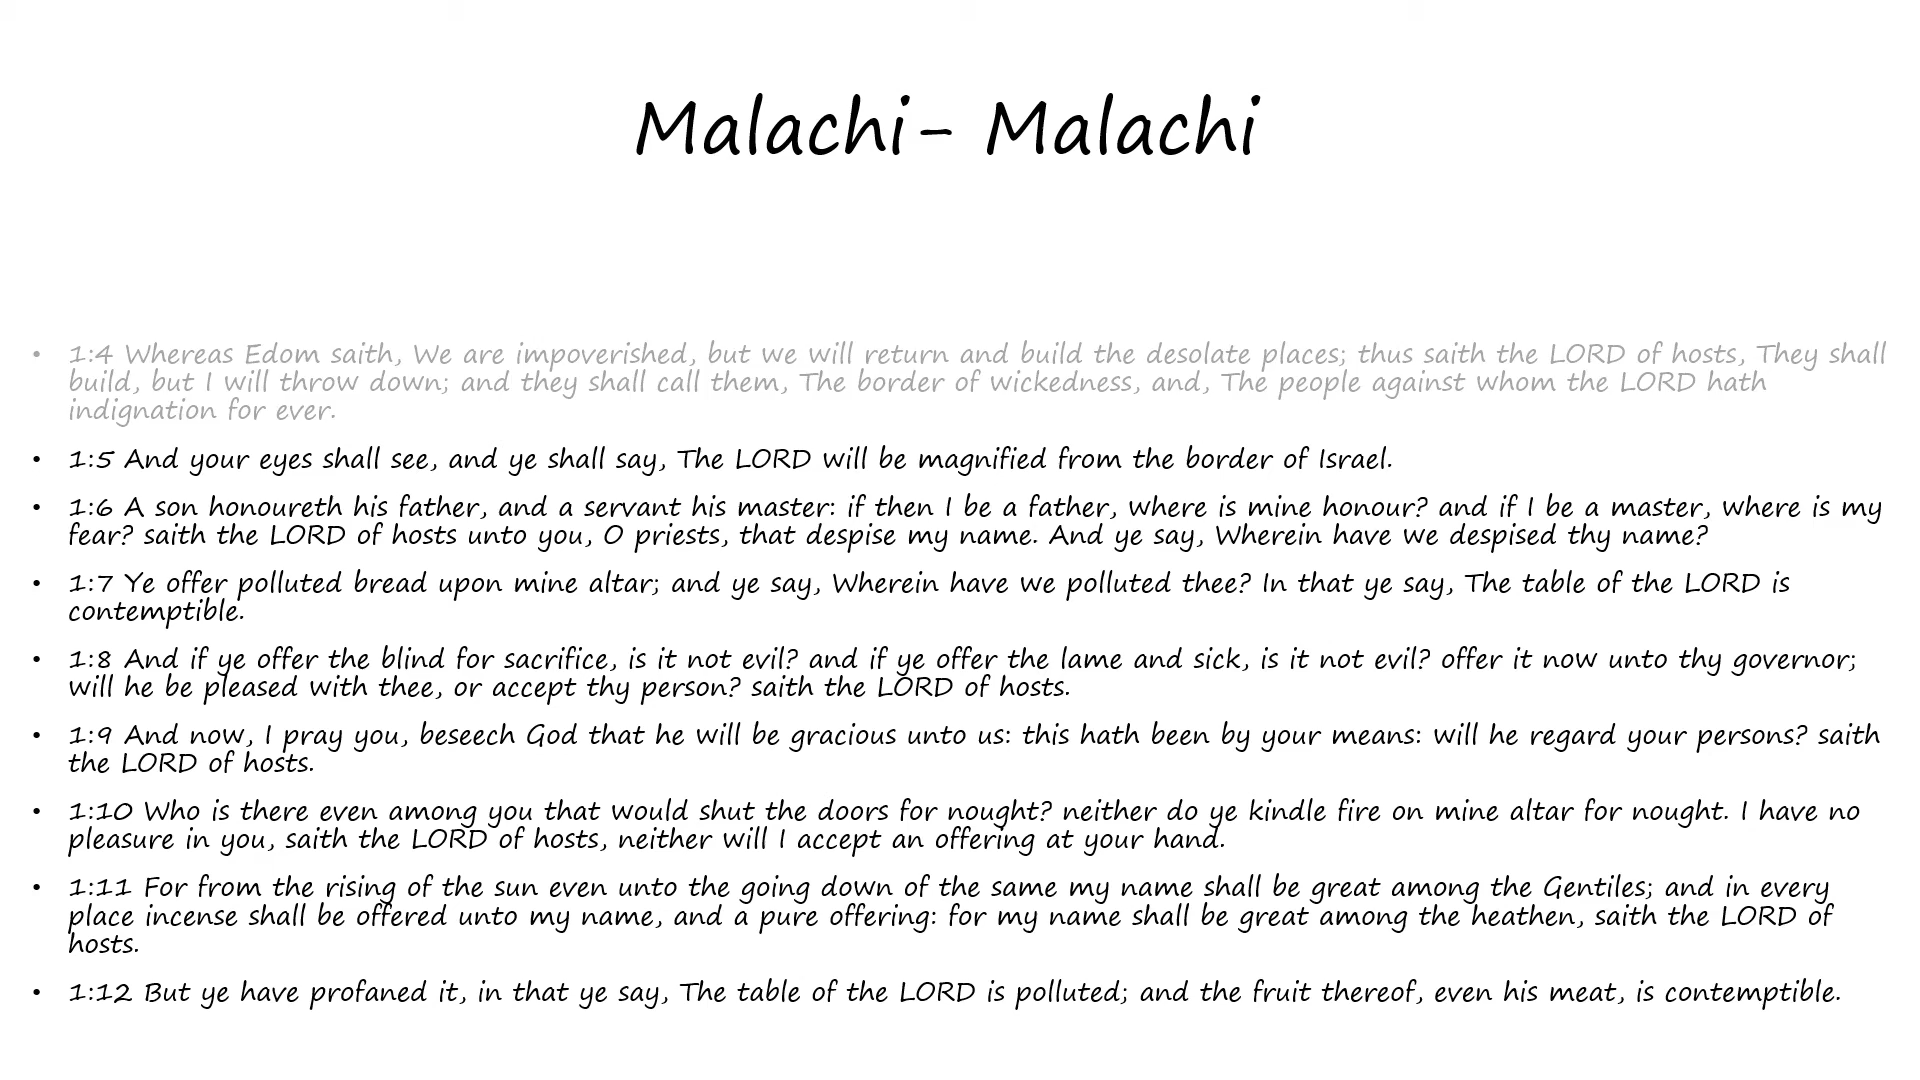 Malachi- Malachi
• 1:4 Whereas Edom saith, We are impoverished, but we will return and build the desolate places; thus saith the LORD of hosts, They shall
build, but I will throw down; and they shall call them, The border of wickedness, and, The people against whom the LORD hath
indignation for ever.
• 1:5 And your eyes shall see, and ye shall say, The LORD will be magnified from the border of Israel.
• 1:6 A son honoureth his father, and a servant his master: if then I be a father, where is mine honour? and if I be a master, where is my
fear? saith the LORD of hosts unto you, O priests, that despise my name. And ye say, Wherein have we despised thy name?
• 1:7 Ye offer polluted bread upon mine altar; and ye say, Wherein have we polluted thee? In that ye say, The table of the LORD is
contemptible.
• 1:8 And if ye offer the blind for sacrifice, is it not evil? and if ye offer the lame and sick, is it not evil? offer it now unto thy governor;
will he be pleased with thee, or accept thy person? saith the LORD of hosts.
• 1:9 And now, I pray you, beseech God that he will be gracious unto us: this hath been by your means: will he regard your persons? saith
the LORD of hosts.
• 1:10 Who is there even among you that would shut the doors for nought? neither do ye kindle fire on mine altar for nought. I have no
pleasure in you, saith the LORD of hosts, neither will I accept an offering at your hand.
• 1:11 For from the rising of the sun even unto the going down of the same my name shall be great among the Gentiles; and in every
place incense shall be offered unto my name, and a pure offering: for my name shall be great among the heathen, saith the LORD of
hosts.
• 1:12 But ye have profaned it, in that ye say, The table of the LORD is polluted; and the fruit thereof, even his meat, is contemptible.